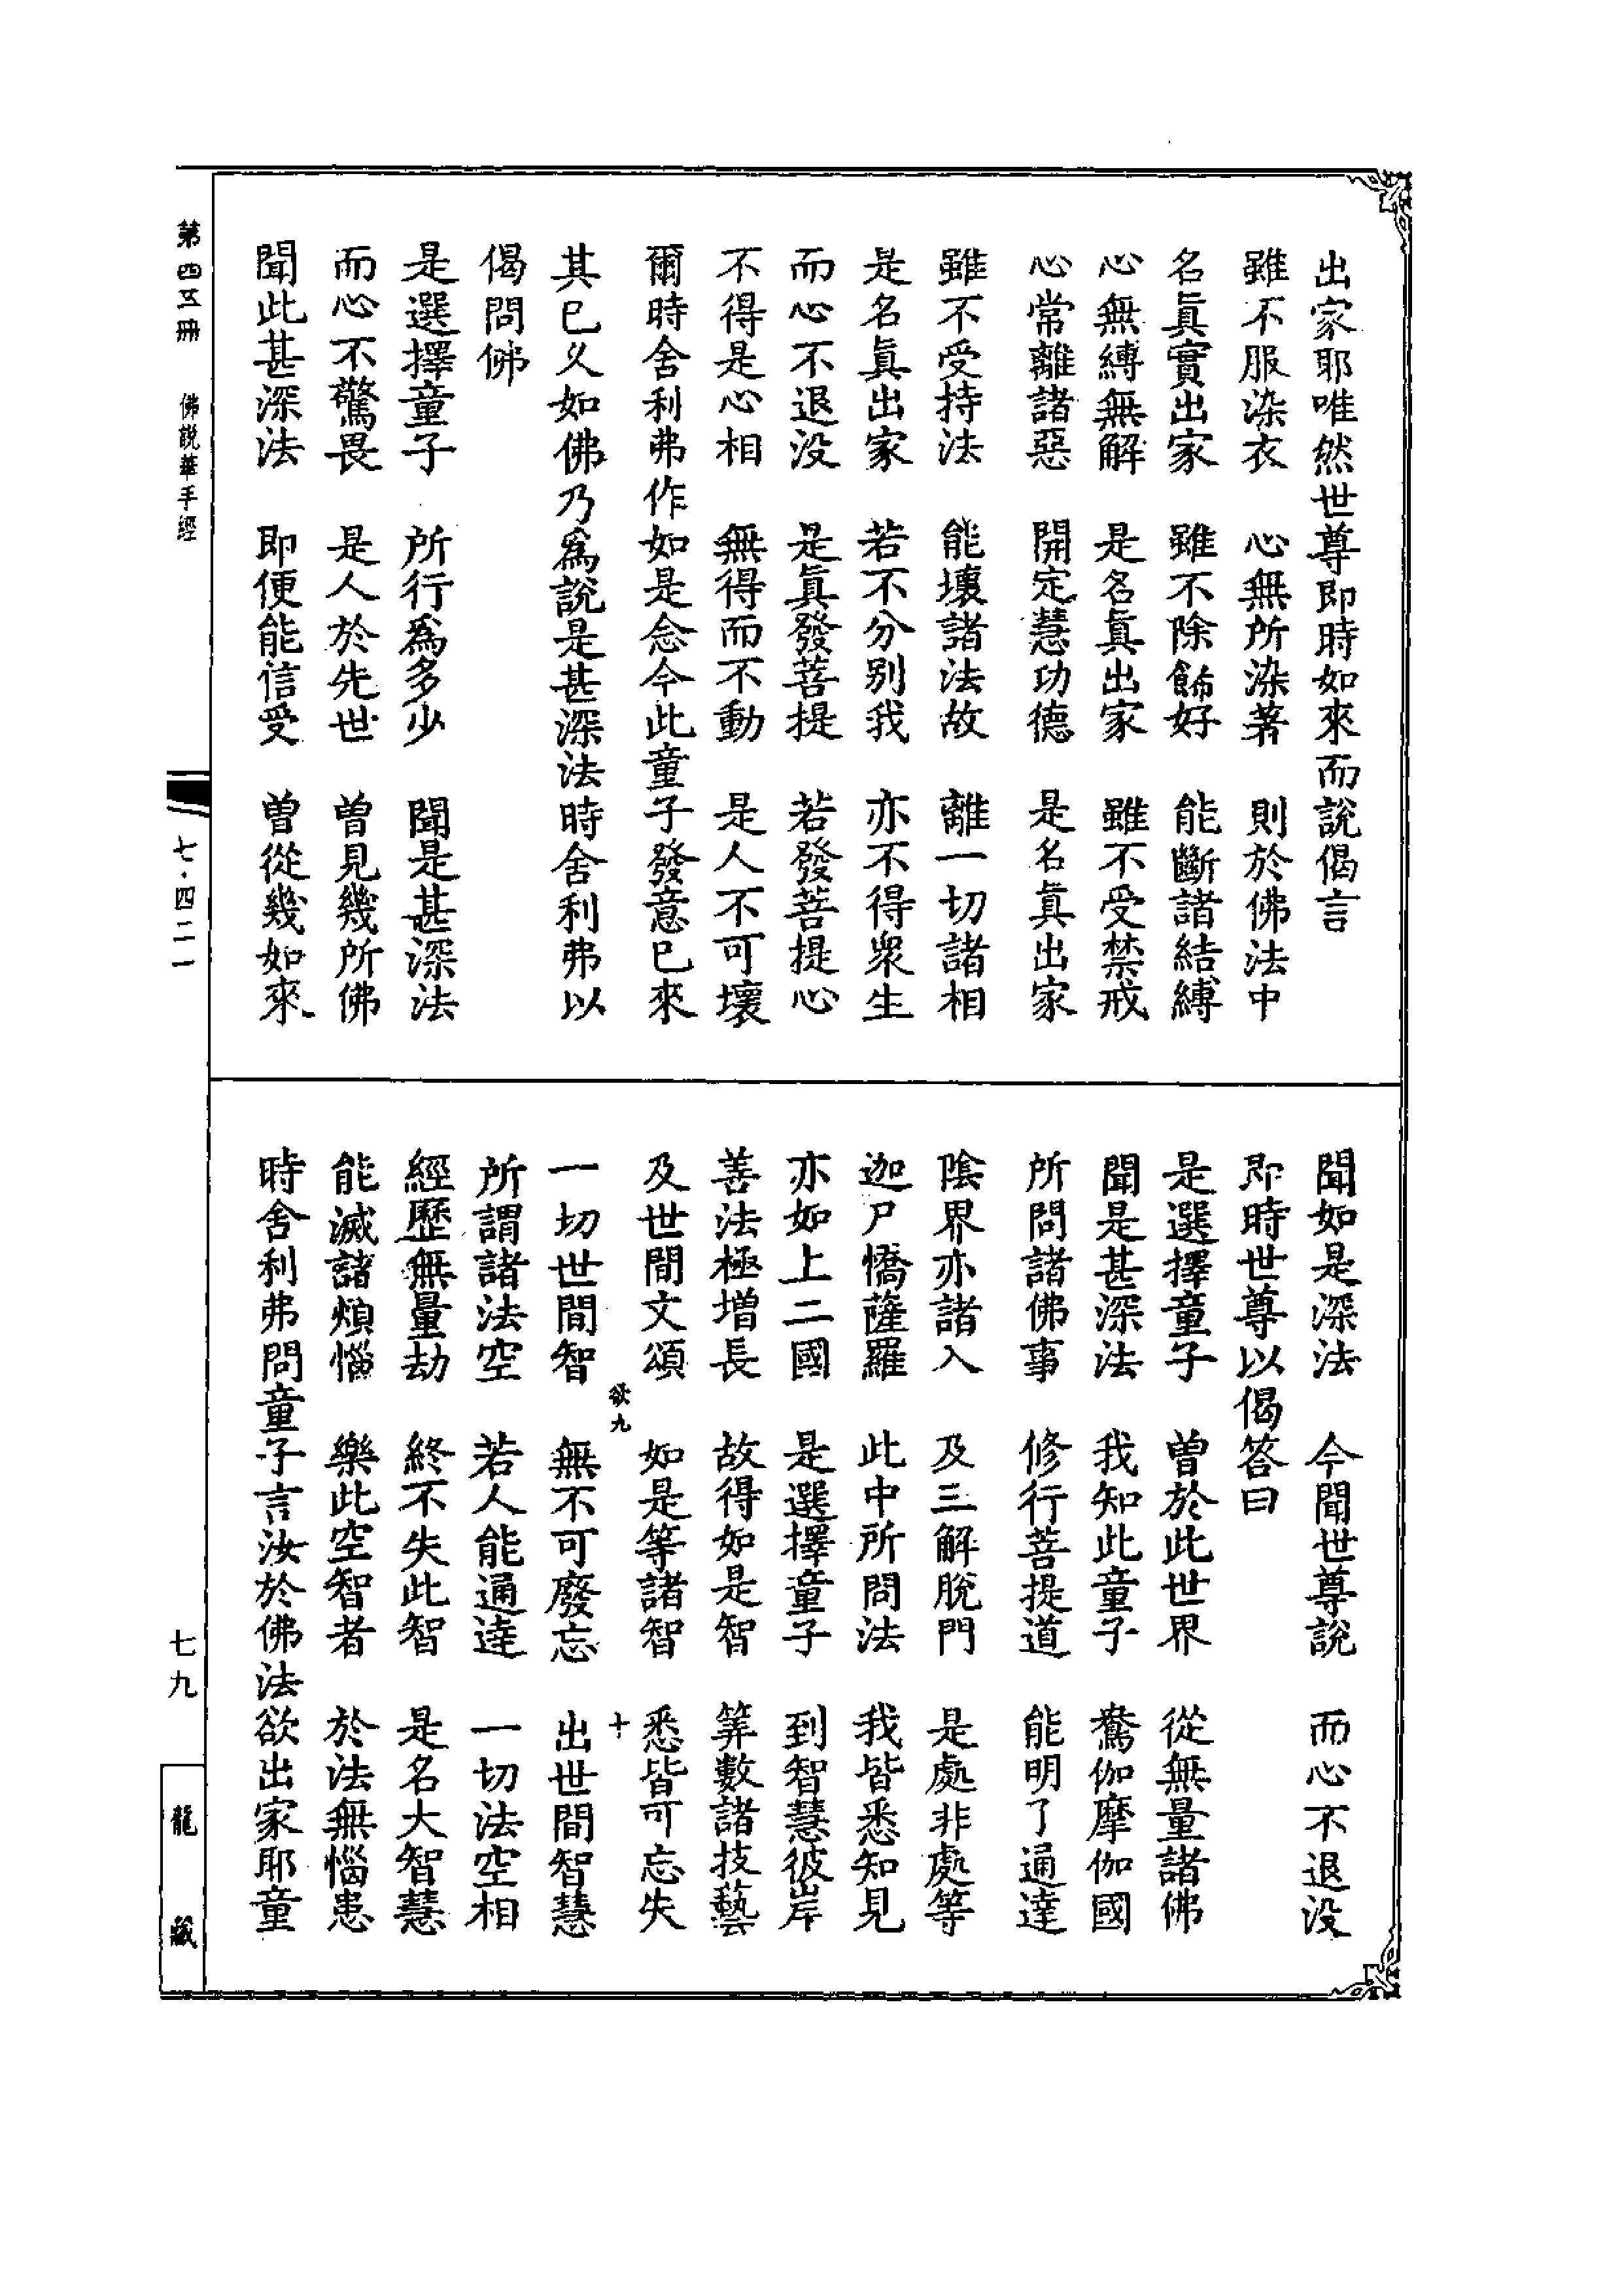 出家耶唯然世尊即時如來而說偈言
雖不服染衣　心無所染著　則於佛法中
名眞實出家　雖不除飾好　能斷諸結縛
心無縛無解　是名眞出家　雖不受禁戒
心常離諸惡　開定慧功德　是名眞出家
雖不受持法　能壞諸法故　離一切諸相
是名眞出家　若不分別我　亦不得衆生
而心不退没　是眞發菩提　若發菩提心
不得是心相　無得而不動　是人不可壞
爾時舍利弗作如是念今此童子發意已來
其已久如佛乃爲說是甚深法時舍利弗以
偈問佛
是選擇童子　所行爲多少　聞是甚深法
而心不驚畏　是人於先世　曽見幾所佛
聞此甚深法　即便能信受　曽從幾如來
聞如是深法　今聞世尊說　而心不退没
即時世尊以偈答曰
是選擇童子　曽於此世界　從無量諸佛
聞是甚深法　我知此童子　鴦伽摩伽國
所問諸佛事　修行菩提道　能明了通達
陰界亦諸入　及三解脫門　是處非處等
迦尸憍薩羅　此中所問法　我皆悉知見
亦如上二國　是選擇童子　到智慧彼岸
善法極增長　故得如是智　筭數諸技藝
及世間文頌　如是等諸智　悉皆可忘失
欲九　十
一切世間智　無不可廢忘　出世間智慧
所謂諸法空　若人能通達　一切法空相
經歷無量劫　終不失此智　是名大智慧
能滅諸煩惱　樂此空智者　於法無惱患
時舍利弗問童子言汝於佛法欲出家耶童
第四五冊　佛說華手經　七·四二一　七九　龍藏